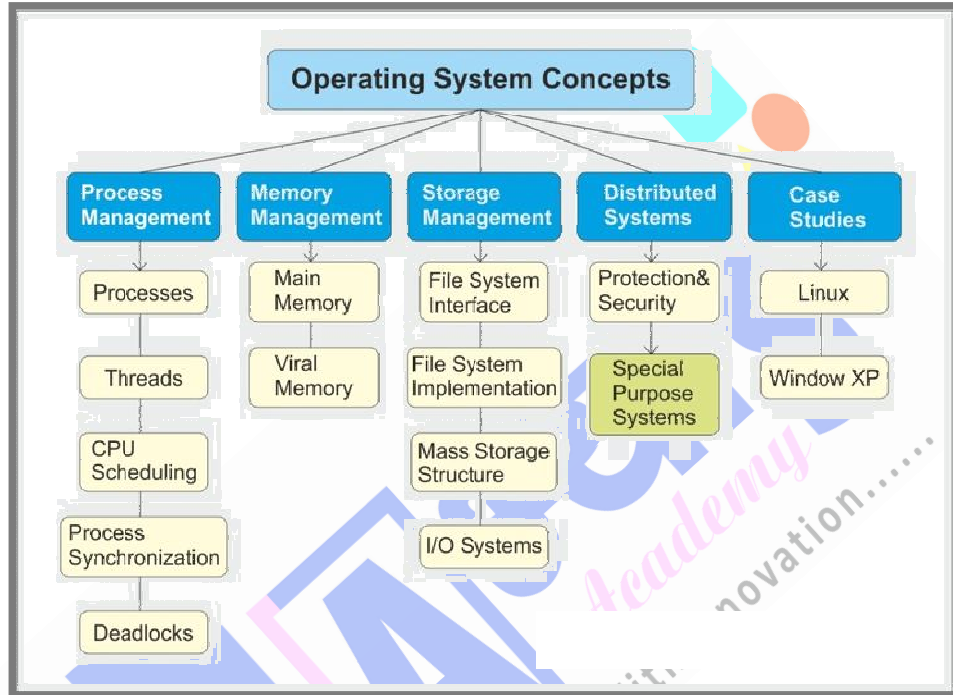 Operating System Concepts
Process
Management
Memory
Management
Storage
Management
Distributed
Systems
Case
Studies
Processes
Threads
CPU
Scheduling
Process
Synchronization
Deadlocks
Main
Memory
Viral
Memory
File System
Interface
File System
Implementation
Mass Storage
Structure
I/O Systems
Protection&
Security
Special
Purpose
Systems
Linux
Window XP
Academy